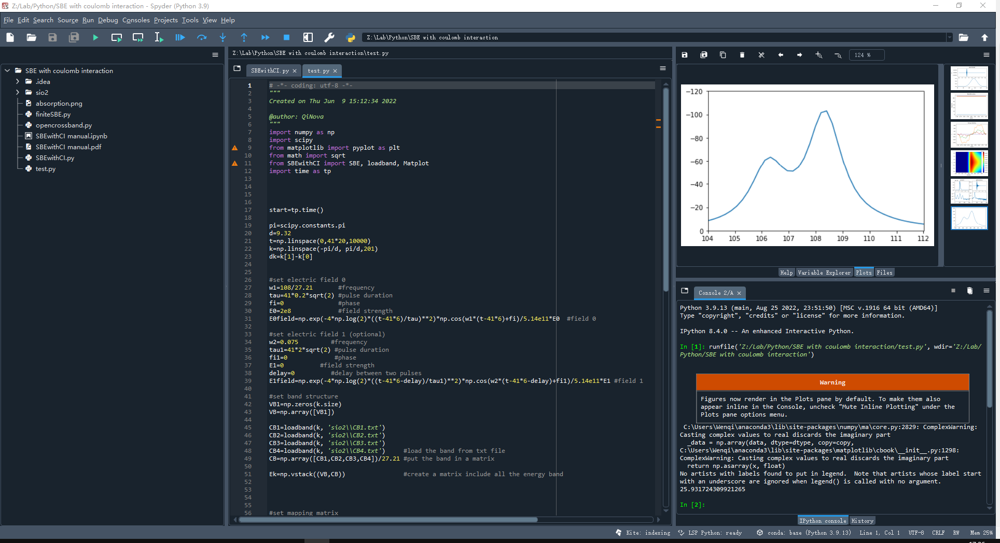 Z:/Lab/Python/SBE with coulomb interaction - Spyder (Python 3.9)
File Edit Search Source Run Debug Consoles Projects Tools View Help
Z:\Lab\Python\SBE with coulomb interaction
SBE with coulomb interaction
.idea
sio2
absorption.png
finiteSBE.py
opencrossband.py
SBEwithCI manual.ipynb
SBEwithCI manual.pdf
SBEwithCI.py
test.py
Z:\Lab\Python\SBE with coulomb interaction\test.py
SBEwithCI.py
test.py
1 # -*- coding: utf-8 -*-
2 """
3 Created on Thu Jun  9 15:12:34 2022
4
5 @author: QiNova
6 """
7 import numpy as np
8 import scipy
9 from matplotlib import pyplot as plt
10 from math import sqrt
11 from SBEwithCI import SBE, loadband, Matplot
12 import time as tp
13
14
15
16
17 start=tp.time()
18
19 pi=scipy.constants.pi
20 d=9.32
21 t=np.linspace(0,41*20,10000)
22 k=np.linspace(-pi/d, pi/d,201)
23 dk=k[1]-k[0]
24
25
26 #set electric field 0
27 w1=108/27.21 #frequency
28 tau=41*0.2*sqrt(2) #pulse duration
29 fi=0 #phase
30 E0=2e8 #field strength
31 E0field=np.exp(-4*np.log(2)*((t-41*6)/tau)**2)*np.cos(w1*(t-41*6)+fi)/5.14e11*E0 #field 0
32
33 #set electric field 1 (optional)
34 w2=0.075 #frequency
35 tau1=41*2*sqrt(2) #pulse duration
36 fi1=0 #phase
37 E1=0 #field strength
38 delay=0 #delay between two pulses
39 E1field=np.exp(-4*np.log(2)*((t-41*6-delay)/tau1)**2)*np.cos(w2*(t-41*6-delay)+fi1)/5.14e11*E1 #field 1
40
41 #set band structure
42 VB1=np.zeros(k.size)
43 VB=np.array([VB1])
44
45 CB1=loadband(k, 'sio2\\CB1.txt')
46 CB2=loadband(k, 'sio2\\CB2.txt')
47 CB3=loadband(k, 'sio2\\CB3.txt')
48 CB4=loadband(k, 'sio2\\CB4.txt') #load the band from txt file
49 CB=np.array([CB1,CB2,CB3,CB4])/27.21 #put the band in a matrix
50
51 Ek=np.vstack((VB,CB)) #create a matrix include all the energy band
52
53
54
55
56 #set mapping matrix
124 %
−120
−100
−80
−60
−40
−20
0
104 105 106 107 108 109 110 111 112
Help Variable Explorer Plots Files
Console 2/A
Python 3.9.13 (main, Aug 25 2022, 23:51:50) [MSC v.1916 64 bit (AMD64)]
Type "copyright", "credits" or "license" for more information.
IPython 8.4.0 -- An enhanced Interactive Python.
In [1]: runfile('Z:/Lab/Python/SBE with coulomb interaction/test.py', wdir='Z:/Lab/
Python/SBE with coulomb interaction')
Warning
Figures now render in the Plots pane by default. To make them also
appear inline in the Console, uncheck "Mute Inline Plotting" under the
Plots pane options menu.
C:\Users\Wenqi\anaconda3\lib\site-packages\numpy\ma\core.py:2829: ComplexWarning:
Casting complex values to real discards the imaginary part
_data = np.array(data, dtype=dtype, copy=copy,
C:\Users\Wenqi\anaconda3\lib\site-packages\matplotlib\cbook\__init__.py:1298:
ComplexWarning: Casting complex values to real discards the imaginary part
return np.asarray(x, float)
No artists with labels found to put in legend.  Note that artists whose label start
with an underscore are ignored when legend() is called with no argument.
25.931724309921265
In [2]:
IPython console History
Kite: indexing LSP Python: ready conda: base (Python 3.9.13) Line 1, Col 1 UTF-8 CRLF RW Mem 25%